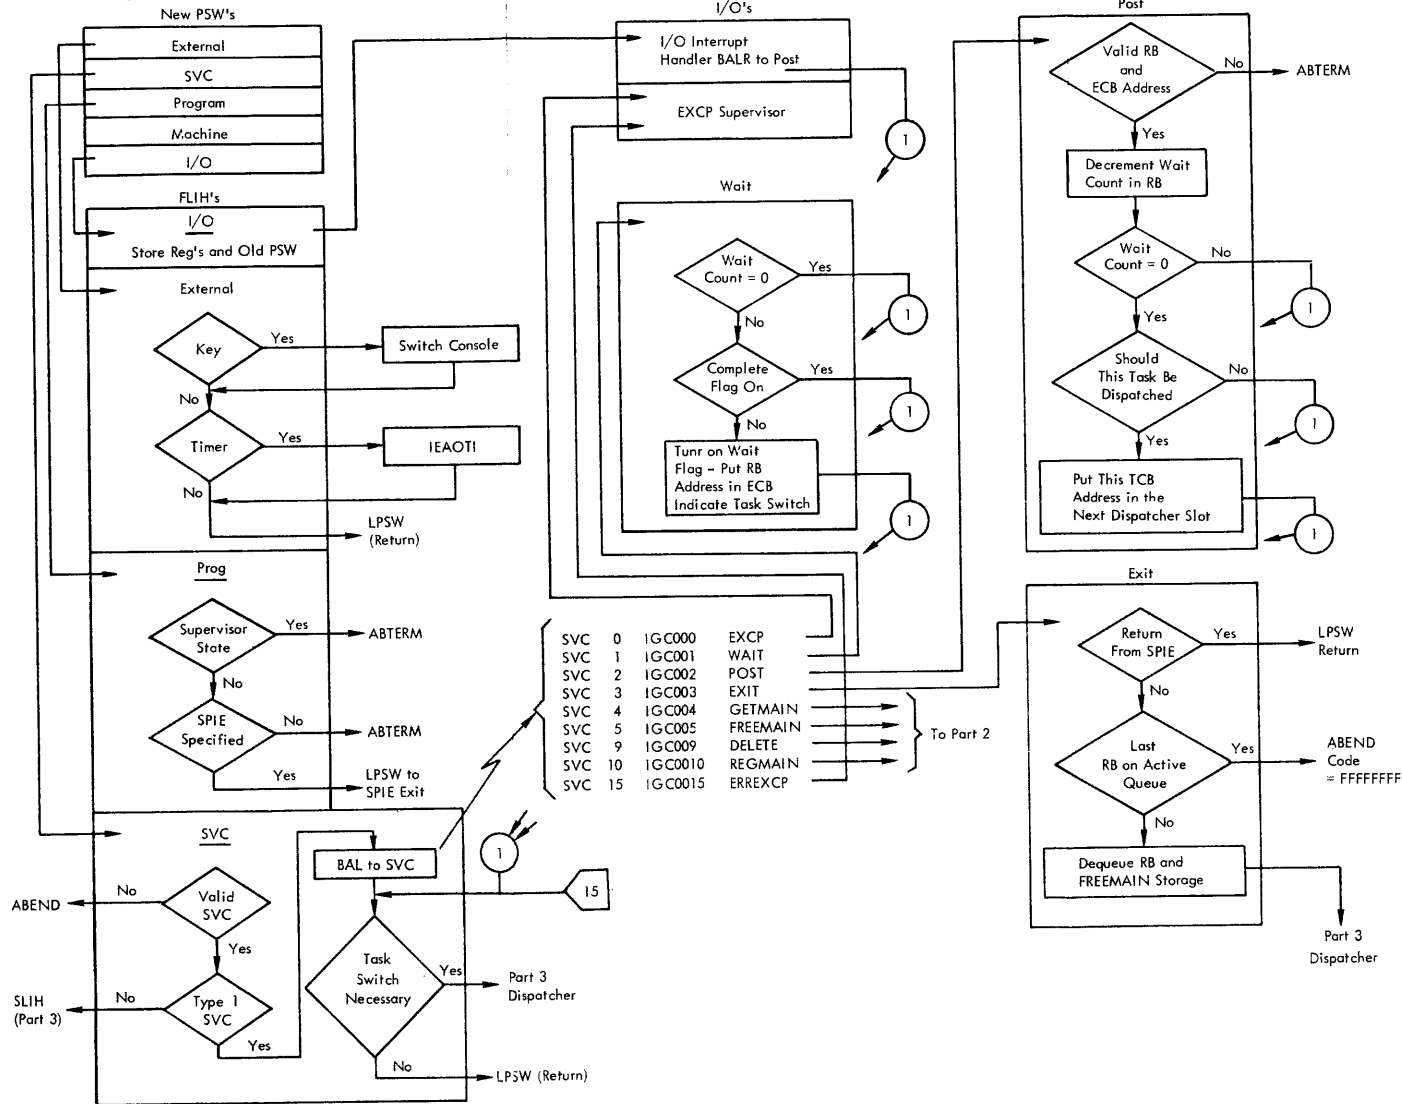 New PSW's
External
SVC
Program
Machine
I/O
FLIH's
I/O
Store Reg's and Old PSW
External
Key
Yes
Switch Console
No
Timer
Yes
IEAOTI
No
LPSW
(Return)
Prog
Supervisor
State
Yes
ABTERM
No
SPIE
Specified
No
ABTERM
Yes
LPSW to
SPIE Exit
SVC
Valid
SVC
No
ABEND
Yes
Type 1
SVC
No
SLIH
(Part 3)
Yes
BAL to SVC
1
15
Task
Switch
Necessary
Yes
Part 3
Dispatcher
No
LPSW (Return)
I/O's
I/O Interrupt
Handler BALR to Post
EXCP Supervisor
1
Wait
Wait
Count = 0
Yes
1
No
Complete
Flag On
Yes
1
No
Tunr on Wait
Flag - Put RB
Address in ECB
Indicate Task Switch
1
SVC 0 IGC000 EXCP
SVC 1 IGC001 WAIT
SVC 2 IGC002 POST
SVC 3 IGC003 EXIT
SVC 4 IGC004 GETMAIN
SVC 5 IGC005 FREEMAIN
SVC 9 IGC009 DELETE
SVC 10 IGC0010 REGMAIN
SVC 15 IGC0015 ERREXCP
To Part 2
Post
Valid RB
and
ECB Address
No
ABTERM
Yes
Decrement Wait
Count in RB
Wait
Count = 0
No
1
Yes
Should
This Task Be
Dispatched
No
1
Yes
Put This TCB
Address in the
Next Dispatcher Slot
1
Exit
Return
From SPIE
Yes
LPSW
Return
No
Last
RB on Active
Queue
Yes
ABEND
Code
= FFFFFFFF
No
Dequeue RB and
FREEMAIN Storage
Part 3
Dispatcher